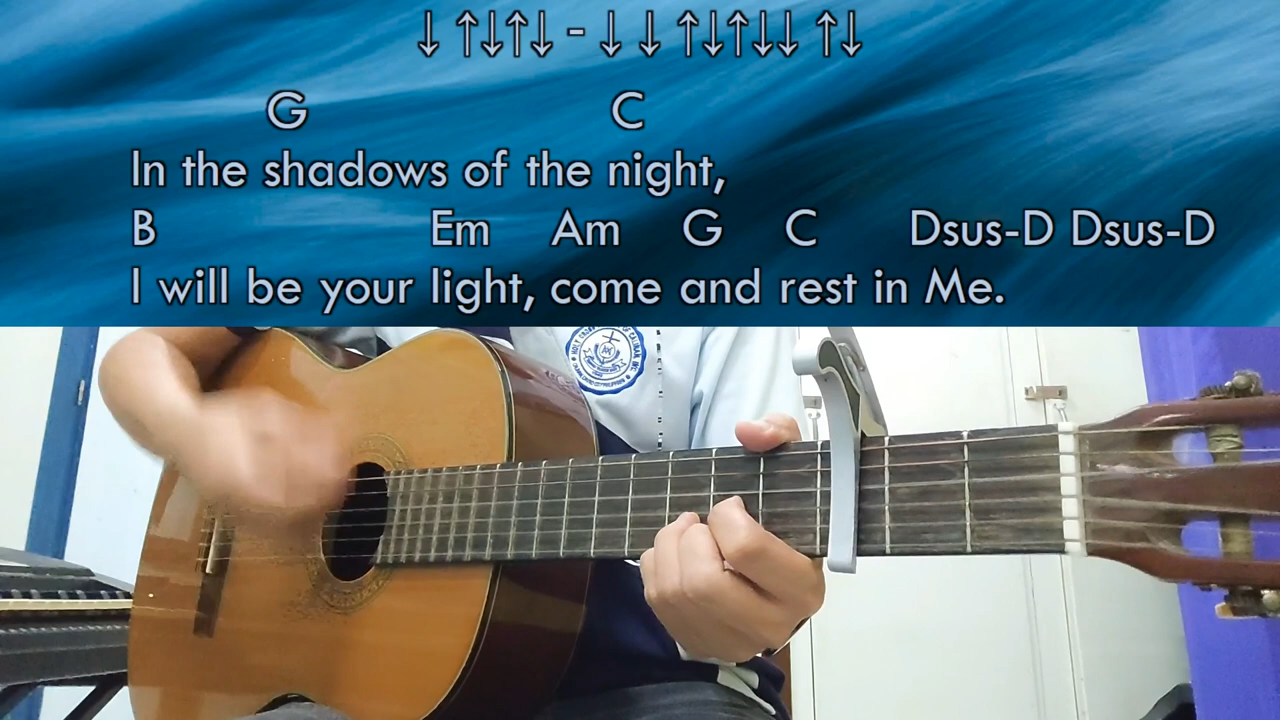 ↓ ↑↓↑↓ - ↓ ↓ ↑↓↑↓↓ ↑↓
G C
In the shadows of the night,
B Em Am G C Dsus-D Dsus-D
I will be your light, come and rest in Me.